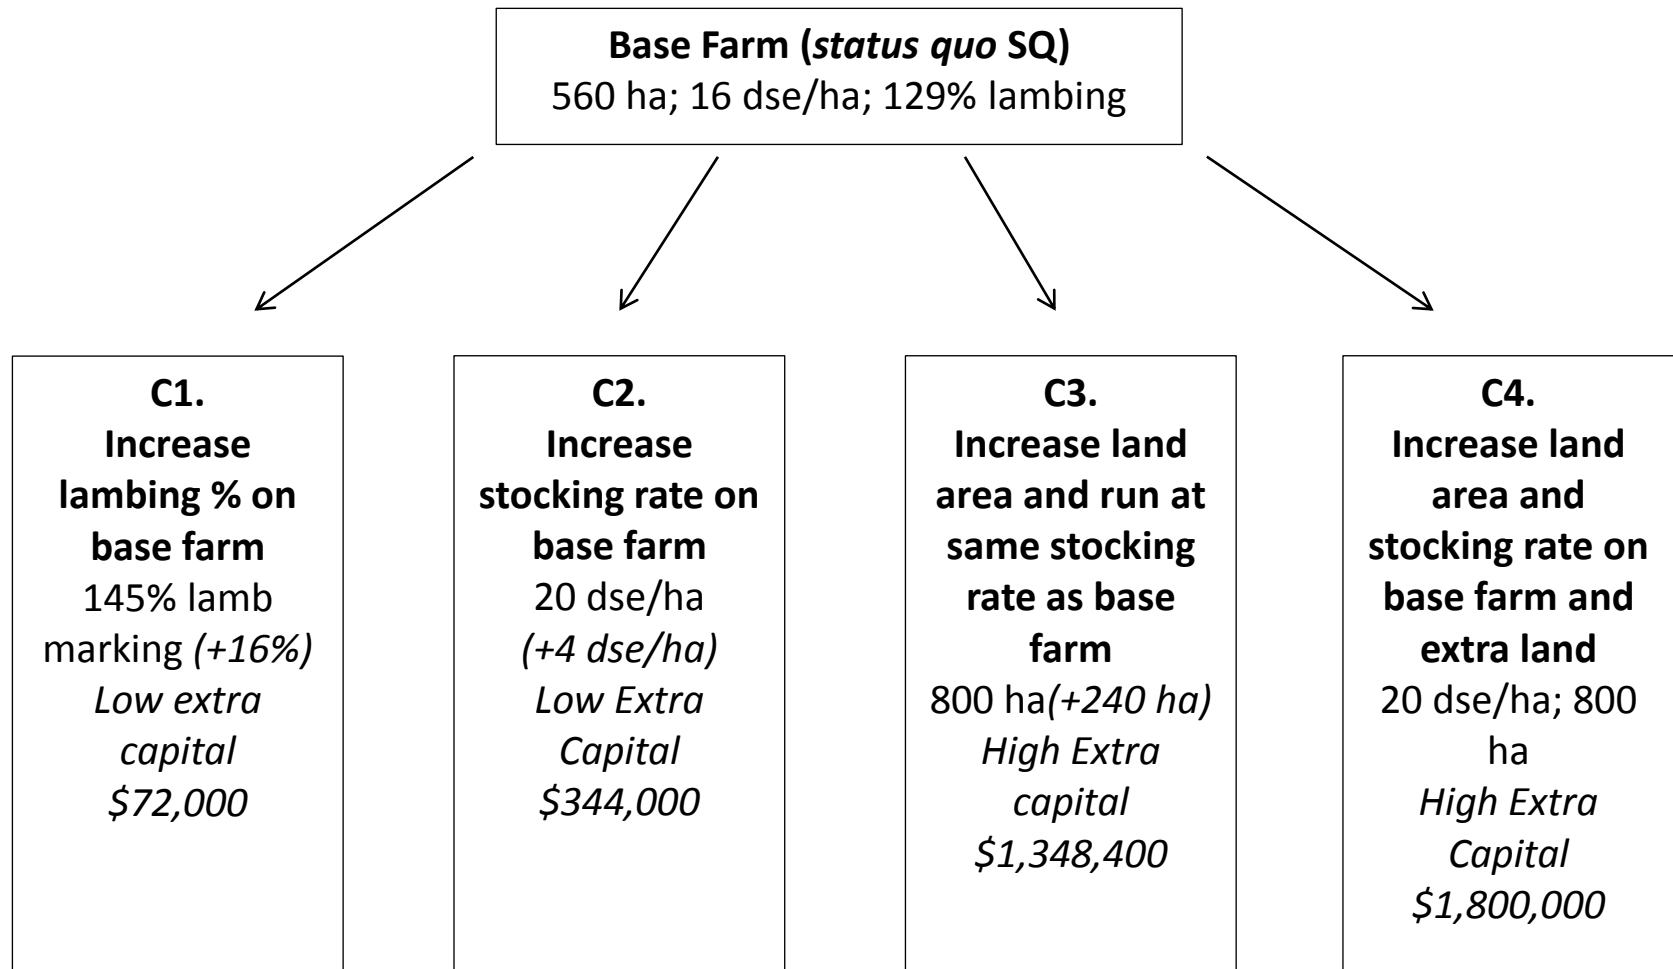 Base Farm (status quo SQ)
560 ha; 16 dse/ha; 129% lambing
C1.
Increase
lambing % on
base farm
145% lamb
marking (+16%)
Low extra
capital
$72,000
C2.
Increase
stocking rate on
base farm
20 dse/ha
(+4 dse/ha)
Low Extra
Capital
$344,000
C3.
Increase land
area and run at
same stocking
rate as base
farm
800 ha(+240 ha)
High Extra
capital
$1,348,400
C4.
Increase land
area and
stocking rate on
base farm and
extra land
20 dse/ha; 800
ha
High Extra
Capital
$1,800,000